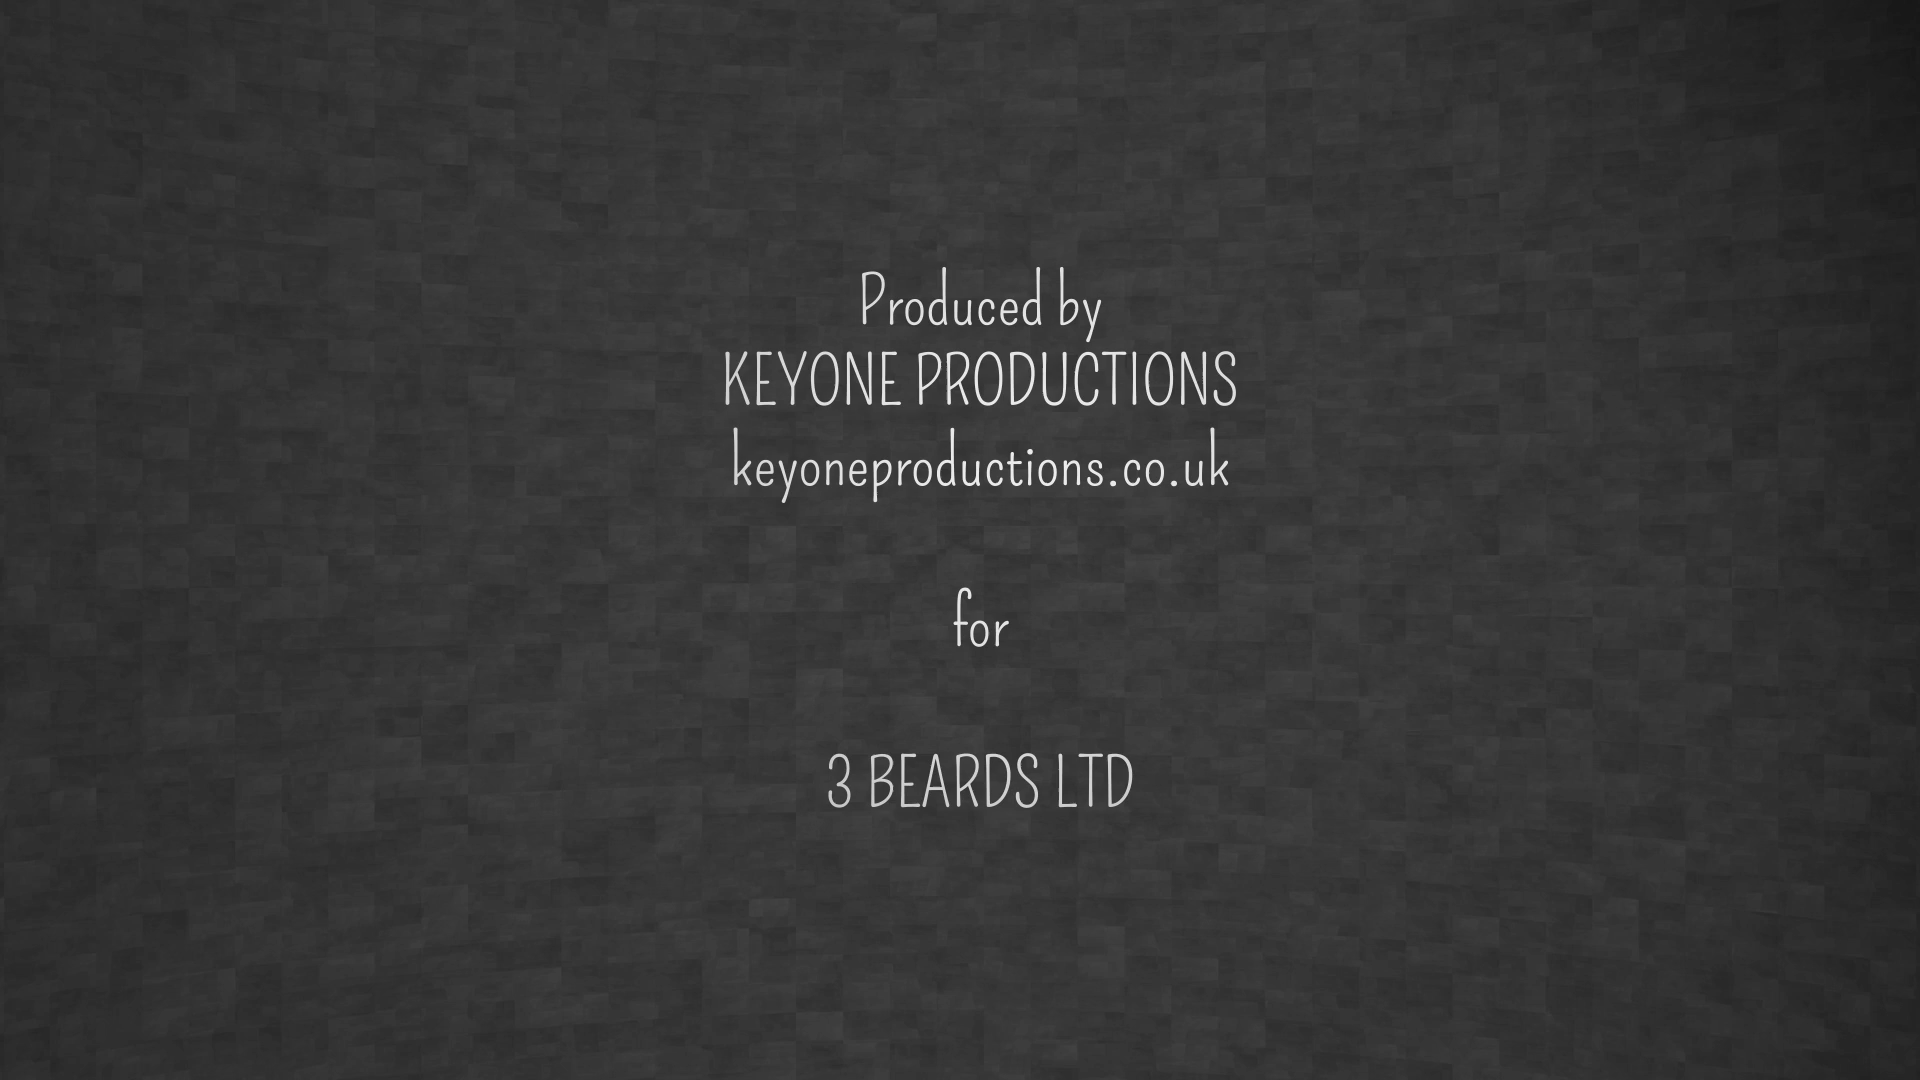 Produced by
KEYONE PRODUCTIONS
keyoneproductions.co.uk
for
3 BEARDS LTD